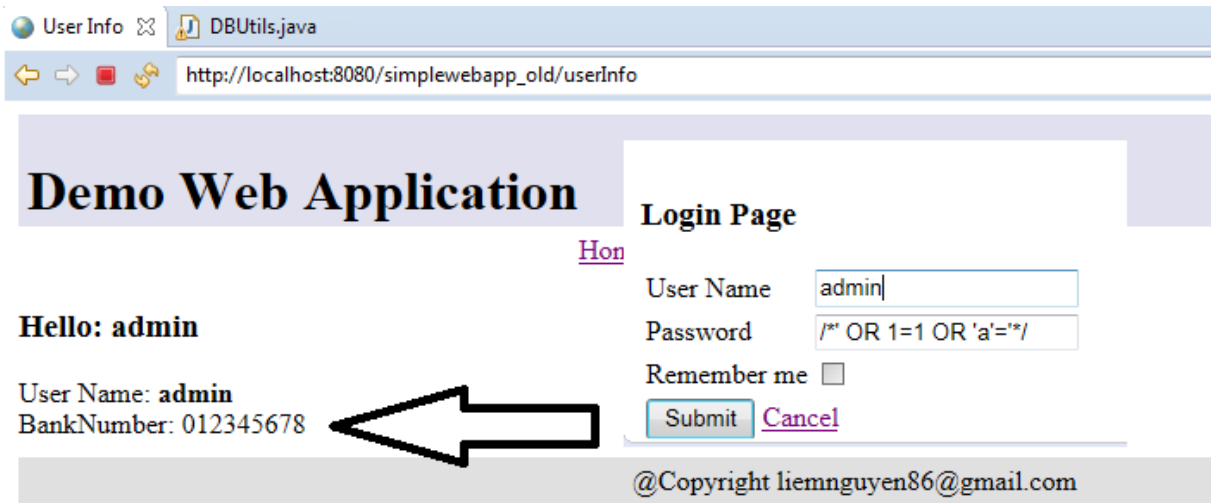 User Info
DBUtils.java
http://localhost:8080/simplewebapp_old/userInfo
Demo Web Application
Hon
Hello: admin
User Name: admin
BankNumber: 012345678
Login Page
User Name admin
Password /*' OR 1=1 OR 'a'='*/
Remember me
Submit Cancel
@Copyright liemnguyen86@gmail.com